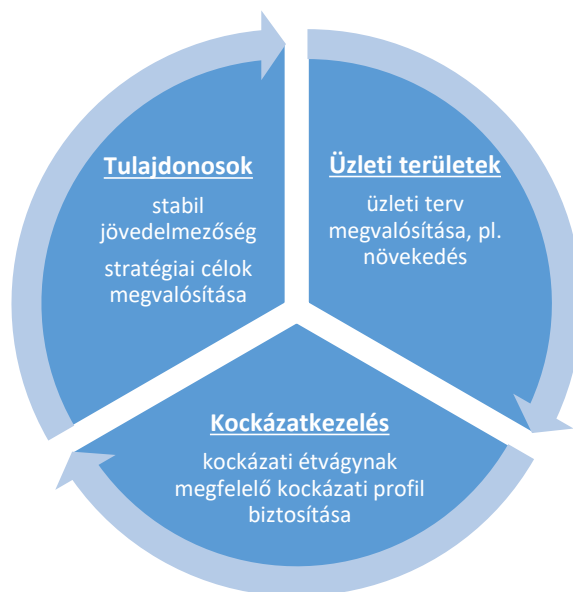 Tulajdonosok
stabil
jövedelmezőség
stratégiai célok
megvalósítása
Üzleti területek
üzleti terv
megvalósítása, pl.
növekedés
Kockázatkezelés
kockázati étvágynak
megfelelő kockázati profil
biztosítása